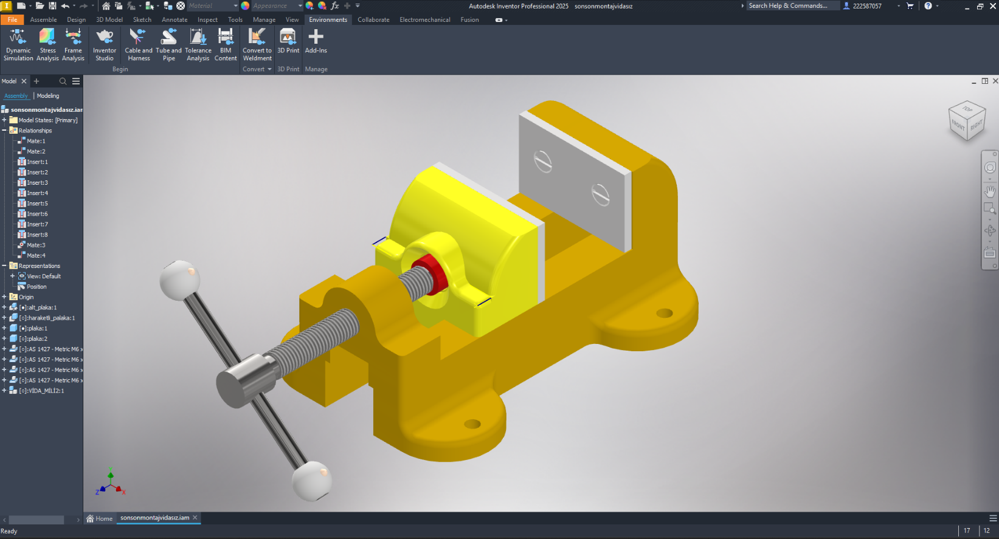 I Material Appearance fx Autodesk Inventor Professional 2025 sonsonmontajvidasız Search Help & Commands... 222587057
File Assemble Design 3D Model Sketch Annotate Inspect Tools Manage View Environments Collaborate Electromechanical Fusion
Dynamic Simulation
Stress Analysis
Frame Analysis
Inventor Studio
Cable and Harness
Tube and Pipe
Tolerance Analysis
BIM Content
Convert to Weldment
3D Print
Add-Ins
Begin Convert 3D Print Manage
Model
Assembly | Modeling
sonsonmontajvidasız.iam
Model States: [Primary]
Relationships
Mate:1
Mate:2
Insert:1
Insert:2
Insert:3
Insert:4
Insert:5
Insert:6
Insert:7
Insert:8
Mate:3
Mate:4
Representations
View: Default
Position
Origin
alt_plaka:1
haraketli_palaka:1
plaka:1
plaka:2
AS 1427 - Metric M6 x
AS 1427 - Metric M6 x
AS 1427 - Metric M6 x
AS 1427 - Metric M6 x
VİDA_MİLİ2:1
TOP
FRONT RIGHT
Y
Z X
Home sonsonmontajvidasız.iam
Ready 17 12